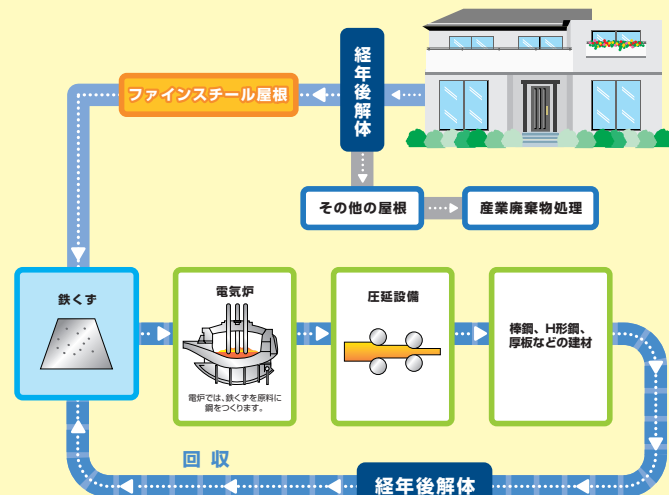 経年後解体
ファインスチール屋根
その他の屋根
産業廃棄物処理
鉄くず
電気炉
電炉では、鉄くずを原料に
鋼をつくります。
圧延設備
棒鋼、H形鋼、
厚板などの建材
回収
経年後解体